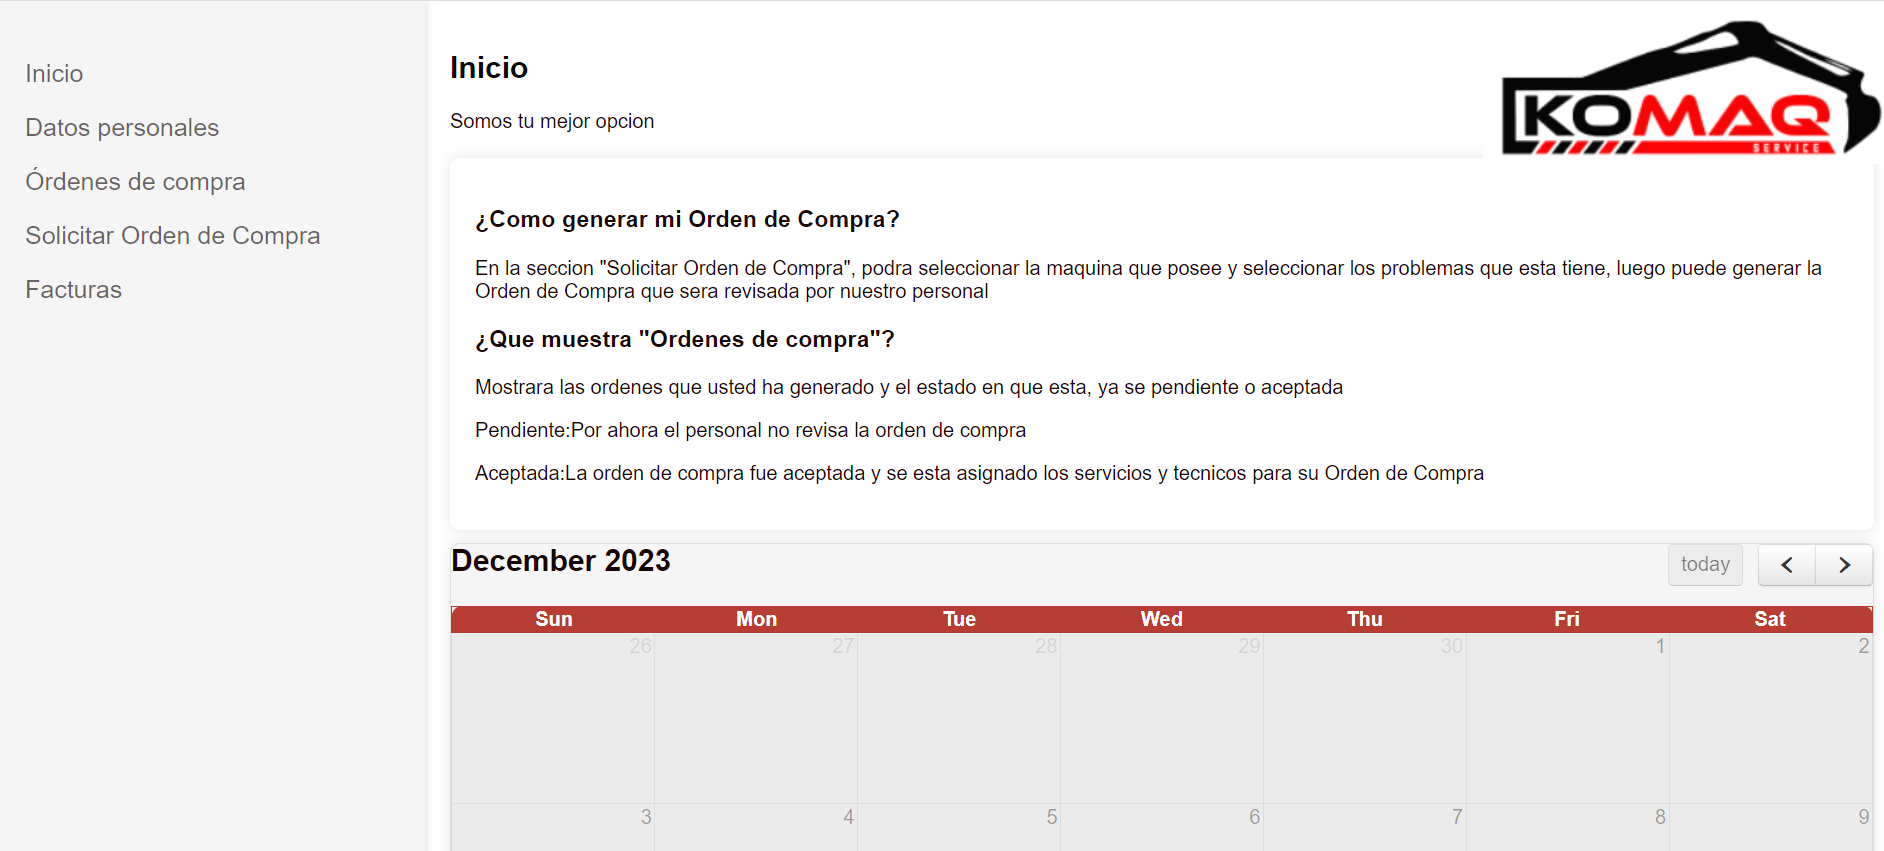 Inicio
Datos personales
Órdenes de compra
Solicitar Orden de Compra
Facturas
Inicio
Somos tu mejor opcion
KOMAQ
SERVICE
¿Como generar mi Orden de Compra?
En la seccion "Solicitar Orden de Compra", podra seleccionar la maquina que posee y seleccionar los problemas que esta tiene, luego puede generar la
Orden de Compra que sera revisada por nuestro personal
¿Que muestra "Ordenes de compra"?
Mostrara las ordenes que usted ha generado y el estado en que esta, ya se pendiente o aceptada
Pendiente:Por ahora el personal no revisa la orden de compra
Aceptada:La orden de compra fue aceptada y se esta asignado los servicios y tecnicos para su Orden de Compra
December 2023
today
Sun Mon Tue Wed Thu Fri Sat
26 27 28 29 30 1 2
3 4 5 6 7 8 9